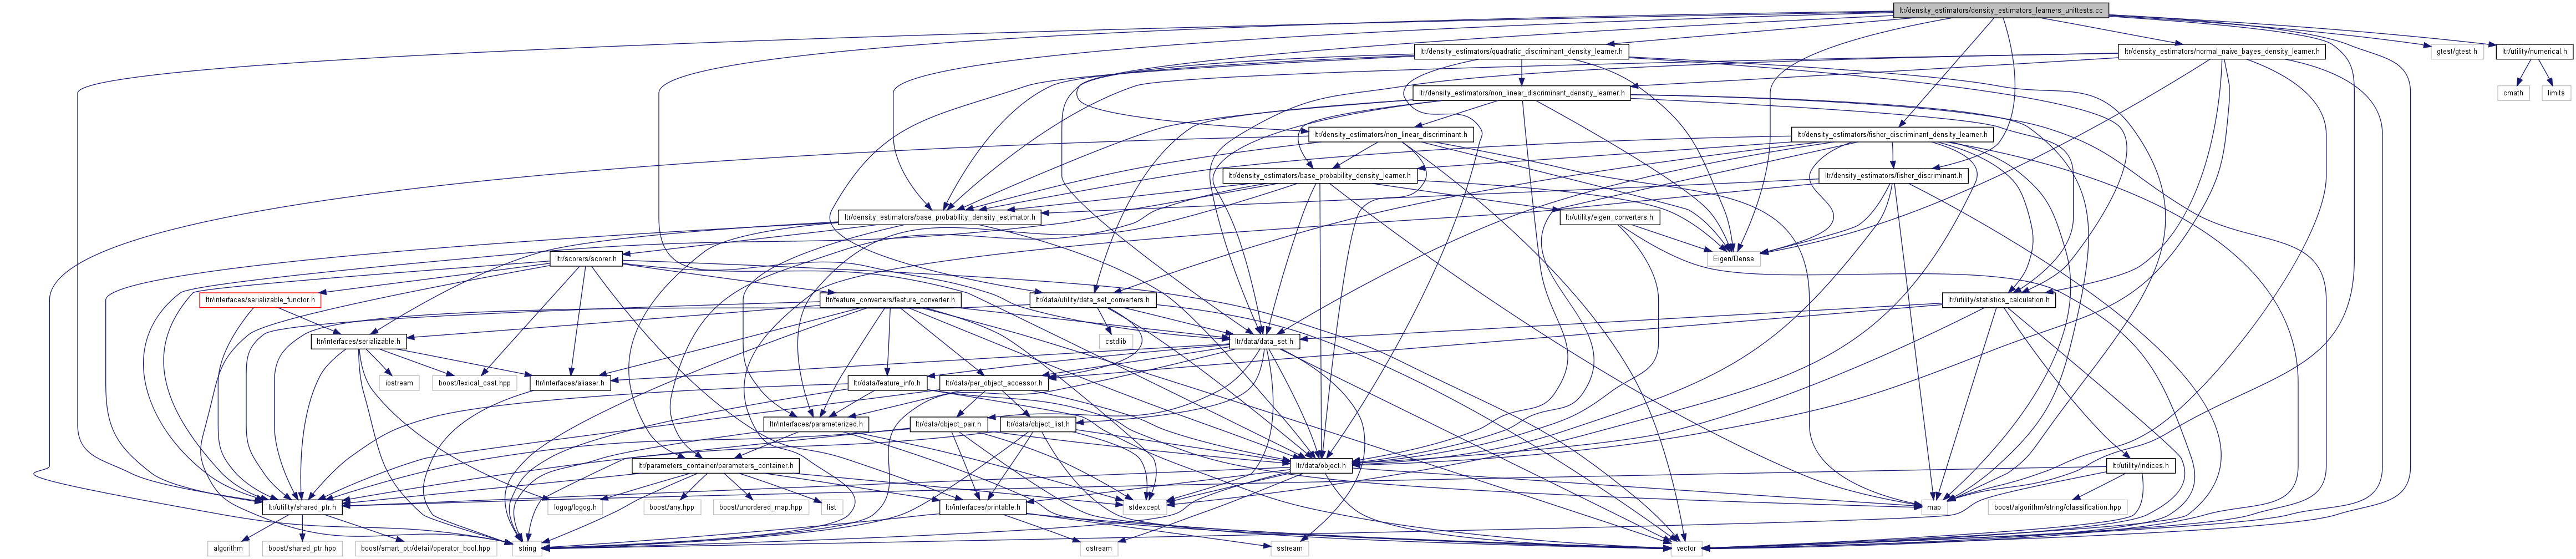 ltr/density_estimators/density_estimators_learners_unittests.cc
ltr/density_estimators/quadratic_discriminant_density_learner.h
ltr/density_estimators/normal_naive_bayes_density_learner.h
gtest/gtest.h
ltr/utility/numerical.h
ltr/density_estimators/non_linear_discriminant_density_learner.h
cmath
limits
ltr/density_estimators/non_linear_discriminant.h
ltr/density_estimators/fisher_discriminant_density_learner.h
ltr/density_estimators/base_probability_density_learner.h
ltr/density_estimators/fisher_discriminant.h
ltr/density_estimators/base_probability_density_estimator.h
ltr/utility/eigen_converters.h
ltr/scorers/scorer.h
Eigen/Dense
ltr/interfaces/serializable_functor.h
ltr/feature_converters/feature_converter.h
ltr/data/utility/data_set_converters.h
ltr/utility/statistics_calculation.h
ltr/interfaces/serializable.h
cstdlib
ltr/data/data_set.h
iostream
boost/lexical_cast.hpp
ltr/interfaces/aliaser.h
ltr/data/feature_info.h
ltr/data/per_object_accessor.h
ltr/interfaces/parameterized.h
ltr/data/object_pair.h
ltr/data/object_list.h
ltr/parameters_container/parameters_container.h
ltr/data/object.h
ltr/utility/indices.h
ltr/utility/shared_ptr.h
logog/logog.h
boost/any.hpp
boost/unordered_map.hpp
list
ltr/interfaces/printable.h
stdexcept
map
boost/algorithm/string/classification.hpp
algorithm
boost/shared_ptr.hpp
boost/smart_ptr/detail/operator_bool.hpp
string
ostream
sstream
vector